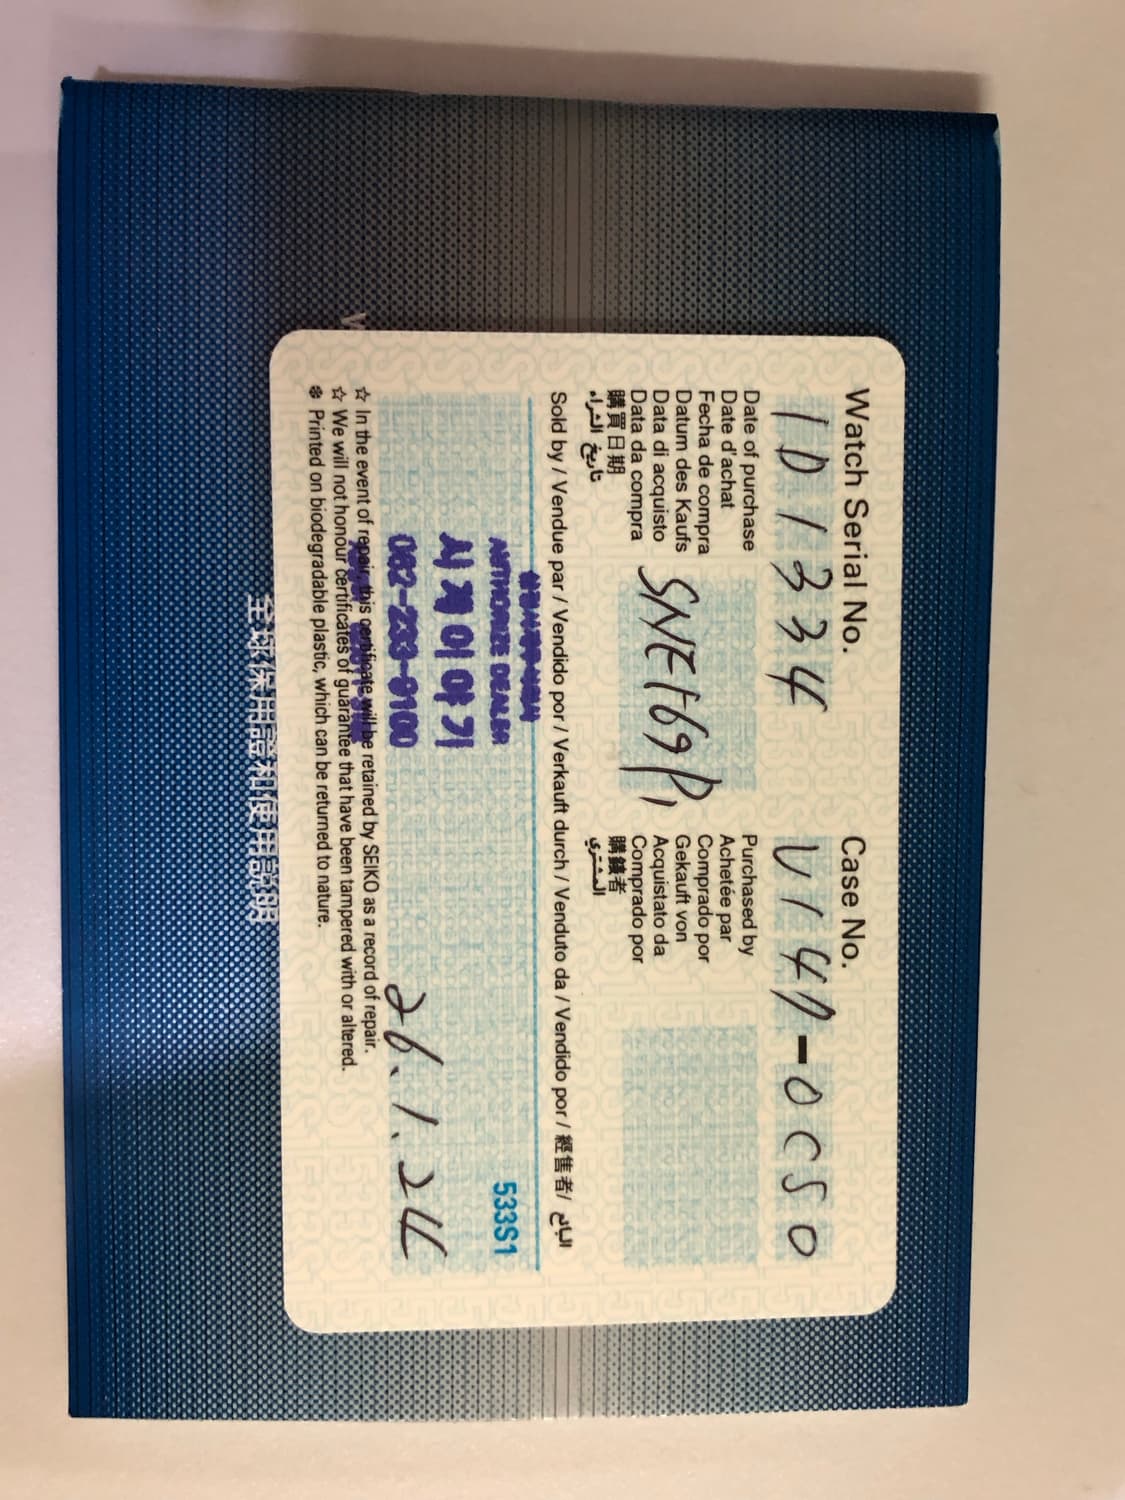 Watch Serial No.
1D1334
Case No.
V14P-0CS0
Date of purchase
Date d'achat
Fecha de compra
Datum des Kaufs
Data di acquisto
Data da compra
購買日期
تاريخ الشراء
SNE169P1
Purchased by
Achetée par
Comprado por
Gekauft von
Acquistato da
Comprado por
購錶者
المشتري
Sold by / Vendue par / Vendido por / Verkauft durch / Venduto da / Vendido por / 經售者/ البائع
533S1
AUTHORIZE DEALER
시계이야기
062-233-9100
26.1.24
☆ In the event of repair, this certificate will be retained by SEIKO as a record of repair.
☆ We will not honour certificates of guarantee that have been tampered with or altered.
❄ Printed on biodegradable plastic, which can be returned to nature.
全球保用證和使用說明